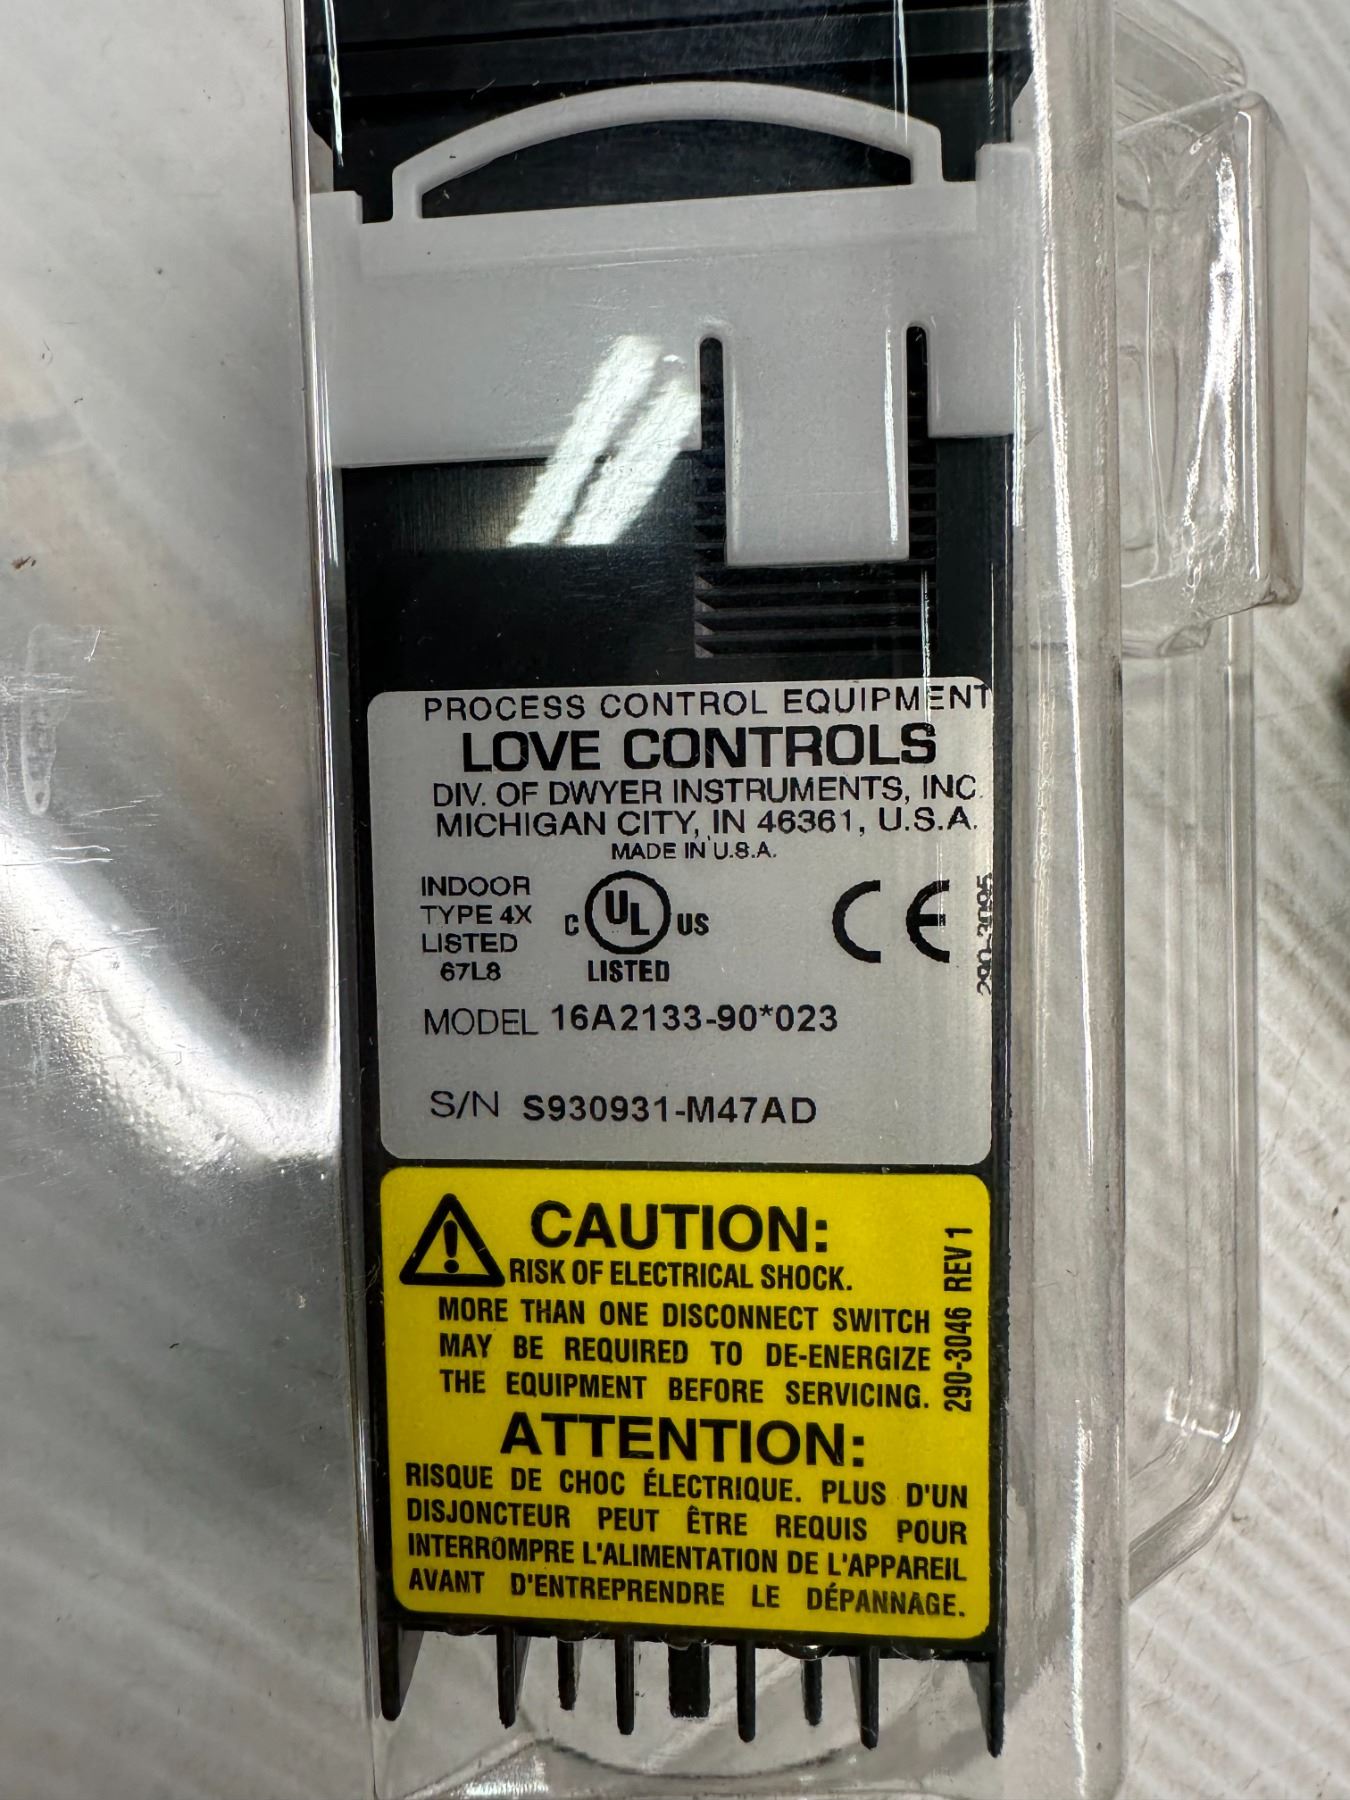 PROCESS CONTROL EQUIPMENT
LOVE CONTROLS
DIV. OF DWYER INSTRUMENTS, INC.
MICHIGAN CITY, IN 46361, U.S.A.
MADE IN U.S.A.
INDOOR
TYPE 4X
LISTED
67L8
C UL US
LISTED
CE
290-3095
MODEL 16A2133-90*023
S/N S930931-M47AD
CAUTION:
RISK OF ELECTRICAL SHOCK.
MORE THAN ONE DISCONNECT SWITCH
MAY BE REQUIRED TO DE-ENERGIZE
THE EQUIPMENT BEFORE SERVICING.
290-3046 REV 1
ATTENTION:
RISQUE DE CHOC ÉLECTRIQUE. PLUS D'UN
DISJONCTEUR PEUT ÊTRE REQUIS POUR
INTERROMPRE L'ALIMENTATION DE L'APPAREIL
AVANT D'ENTREPRENDRE LE DÉPANNAGE.